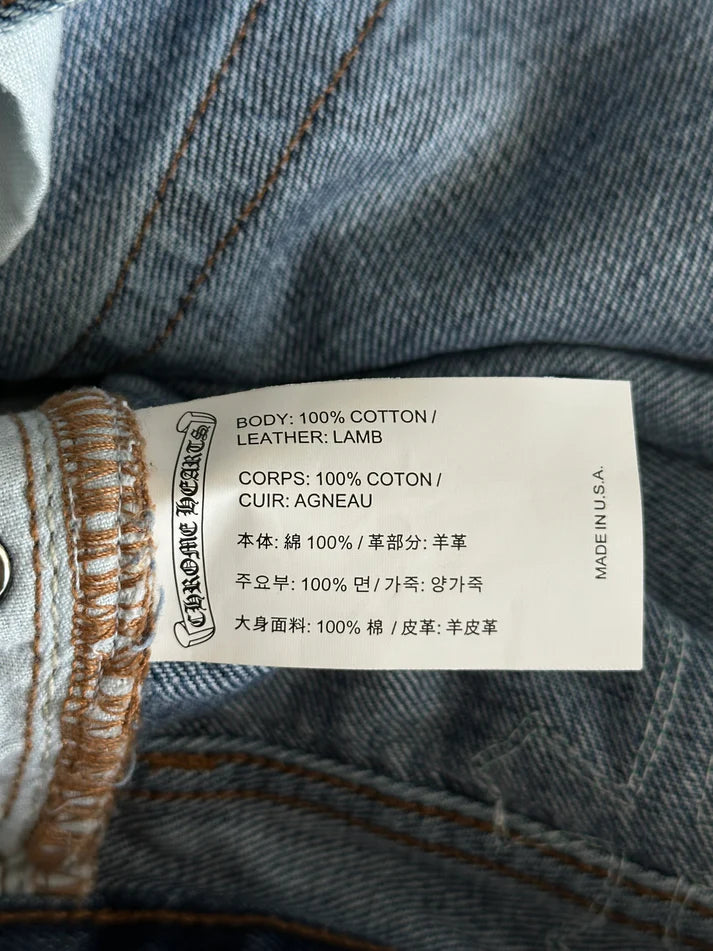 CHROME HEARTS
BODY: 100% COTTON /
LEATHER: LAMB
CORPS: 100% COTON /
CUIR: AGNEAU
本体: 綿 100% / 革部分: 羊革
주요부: 100% 면 / 가죽: 양가죽
大身面料: 100% 棉 / 皮革: 羊皮革
MADE IN U.S.A.